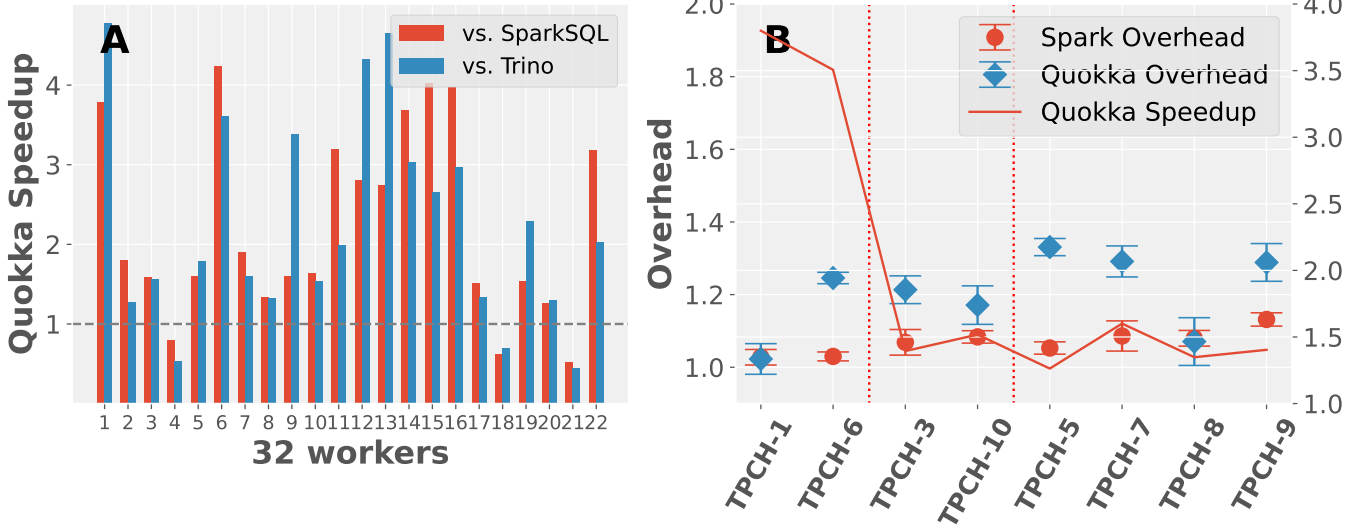 A
vs. SparkSQL
vs. Trino
Quokka Speedup
4
3
2
1
1 2 3 4 5 6 7 8 9 10 11 12 13 14 15 16 17 18 19 20 21 22
32 workers
B
Spark Overhead
Quokka Overhead
Quokka Speedup
Overhead
2.0
1.8
1.6
1.4
1.2
1.0
4.0
3.5
3.0
2.5
2.0
1.5
1.0
TPCH-1
TPCH-6
TPCH-3
TPCH-10
TPCH-5
TPCH-7
TPCH-8
TPCH-9